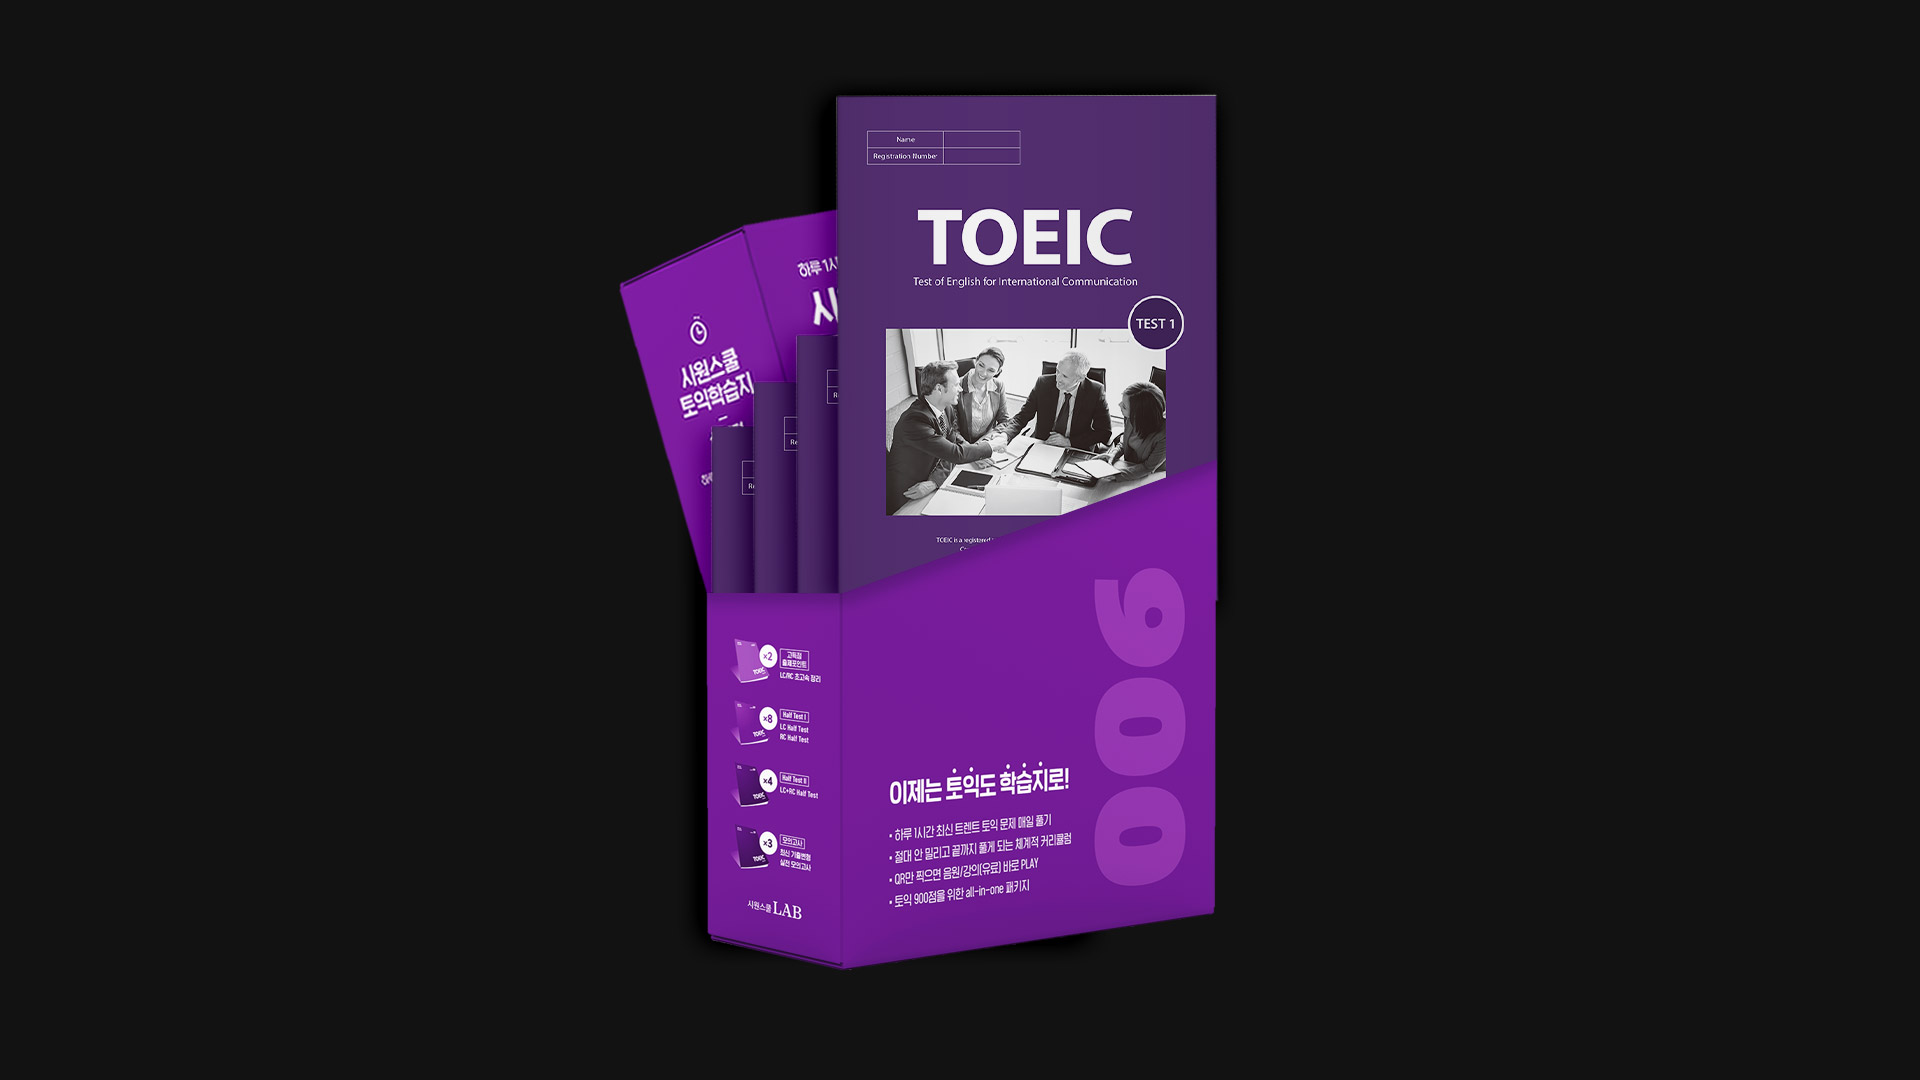 Name
Registration Number
TOEIC
Test of English for International Communication
TEST 1
TOEIC is a registered
하루 1시
시
시원스쿨
토익학습지
Re
Re
R
×2
고득점
출제포인트
LC/RC 초고속 정리
TOEIC
×8
Half Test I
LC Half Test
RC Half Test
TOEIC
×4
Half Test II
LC+RC Half Test
TOEIC
×3
모의고사
최신 기출변형
실전 모의고사
TOEIC
시원스쿨 LAB
이제는 토익도 학습지로!
• 하루 1시간 최신 트렌트 토익 문제 매일 풀기
• 절대 안 밀리고 끝까지 풀게 되는 체계적 커리큘럼
• QR만 찍으면 음원/강의(유료) 바로 PLAY
• 토익 900점을 위한 all-in-one 패키지
900